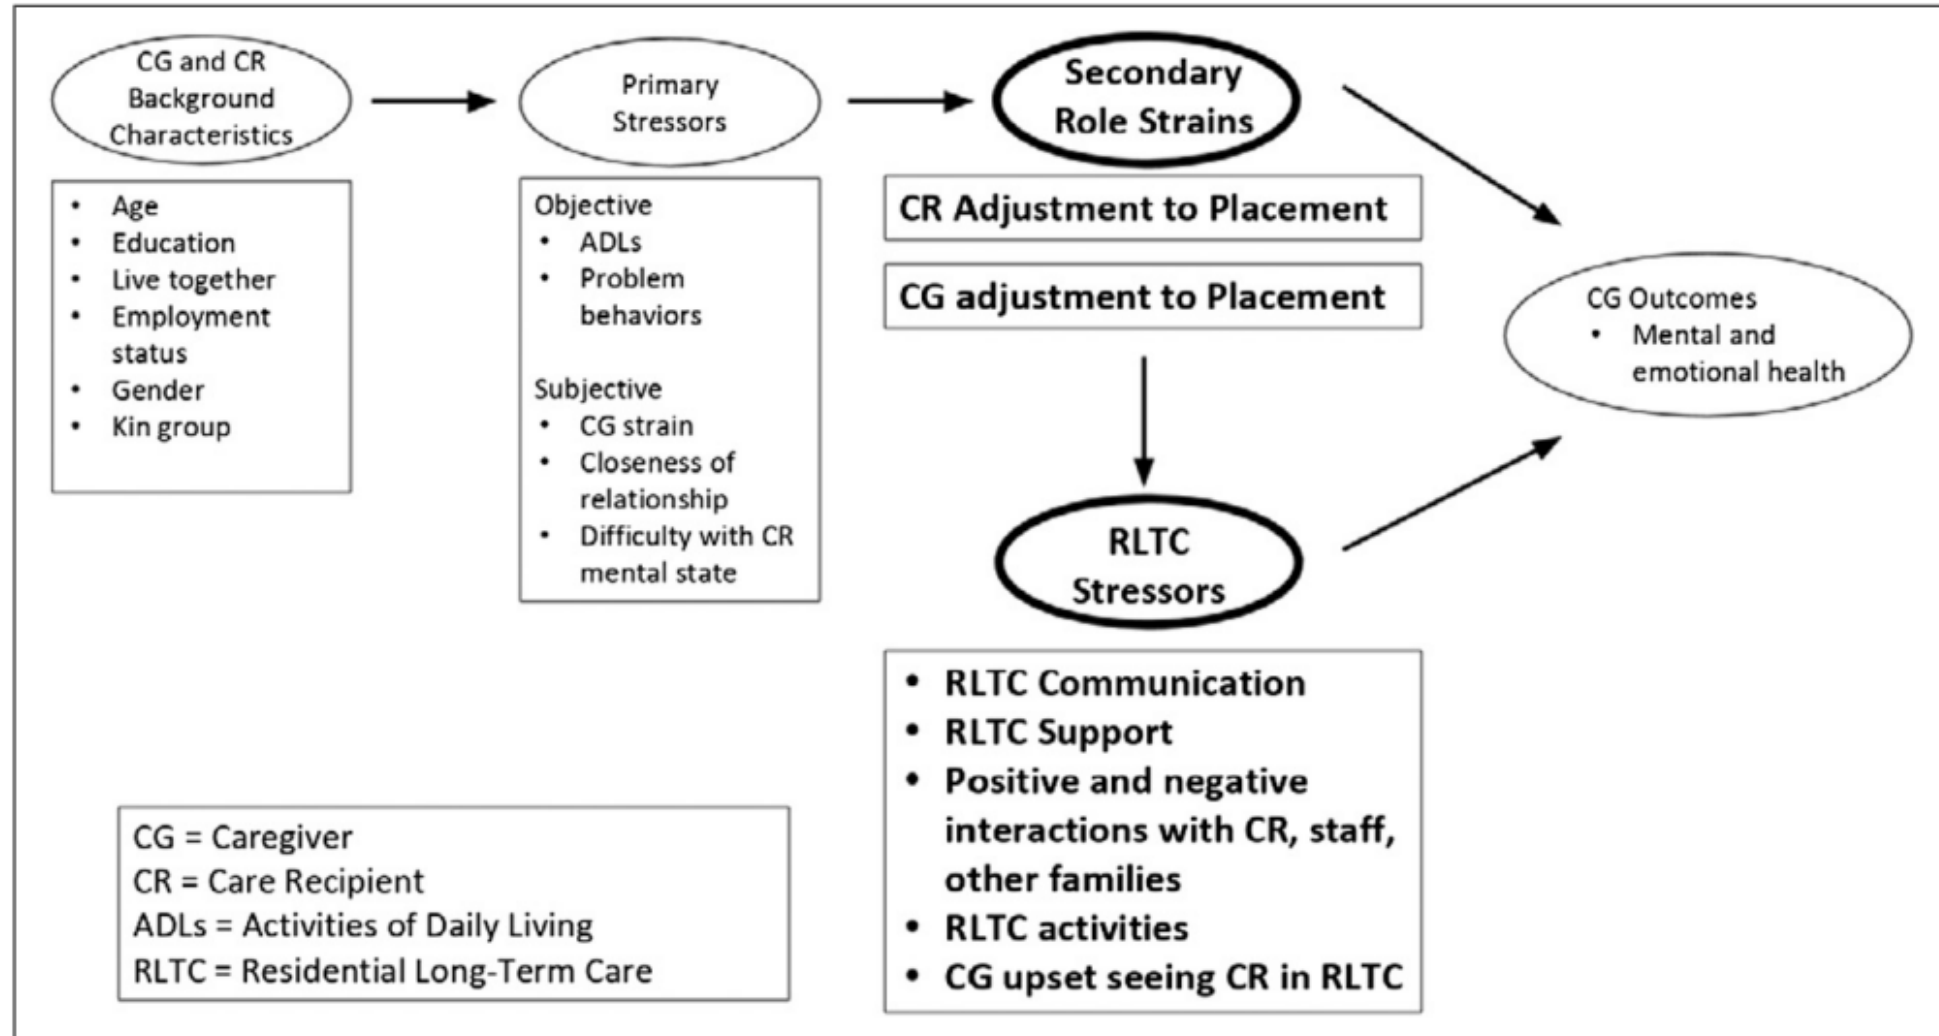 CG and CR
Background
Characteristics
• Age
• Education
• Live together
• Employment
status
• Gender
• Kin group
Primary
Stressors
Objective
• ADLs
• Problem
behaviors
Subjective
• CG strain
• Closeness of
relationship
• Difficulty with CR
mental state
Secondary
Role Strains
CR Adjustment to Placement
CG adjustment to Placement
RLTC
Stressors
• RLTC Communication
• RLTC Support
• Positive and negative
interactions with CR, staff,
other families
• RLTC activities
• CG upset seeing CR in RLTC
CG Outcomes
• Mental and
emotional health
CG = Caregiver
CR = Care Recipient
ADLs = Activities of Daily Living
RLTC = Residential Long-Term Care